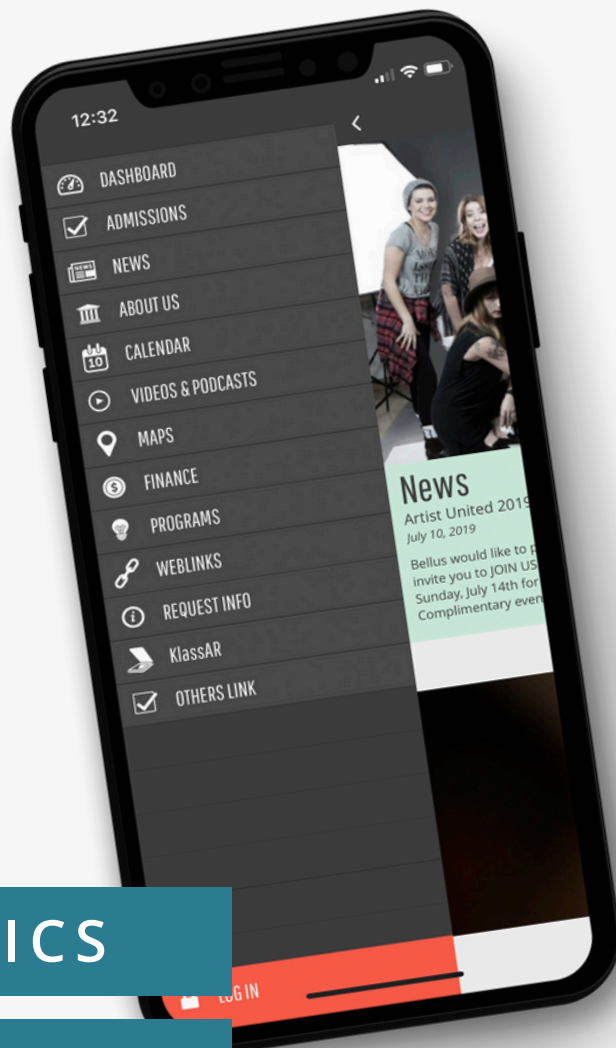 12:32
DASHBOARD
ADMISSIONS
NEWS
ABOUT US
CALENDAR
10
VIDEOS & PODCASTS
MAPS
FINANCE
PROGRAMS
WEBLINKS
REQUEST INFO
KlassAR
OTHERS LINK
LOG IN
News
Artist United 2019
July 10, 2019
Bellus would like to p
invite you to JOIN US
Sunday, July 14th for
Complimentary even
ICS